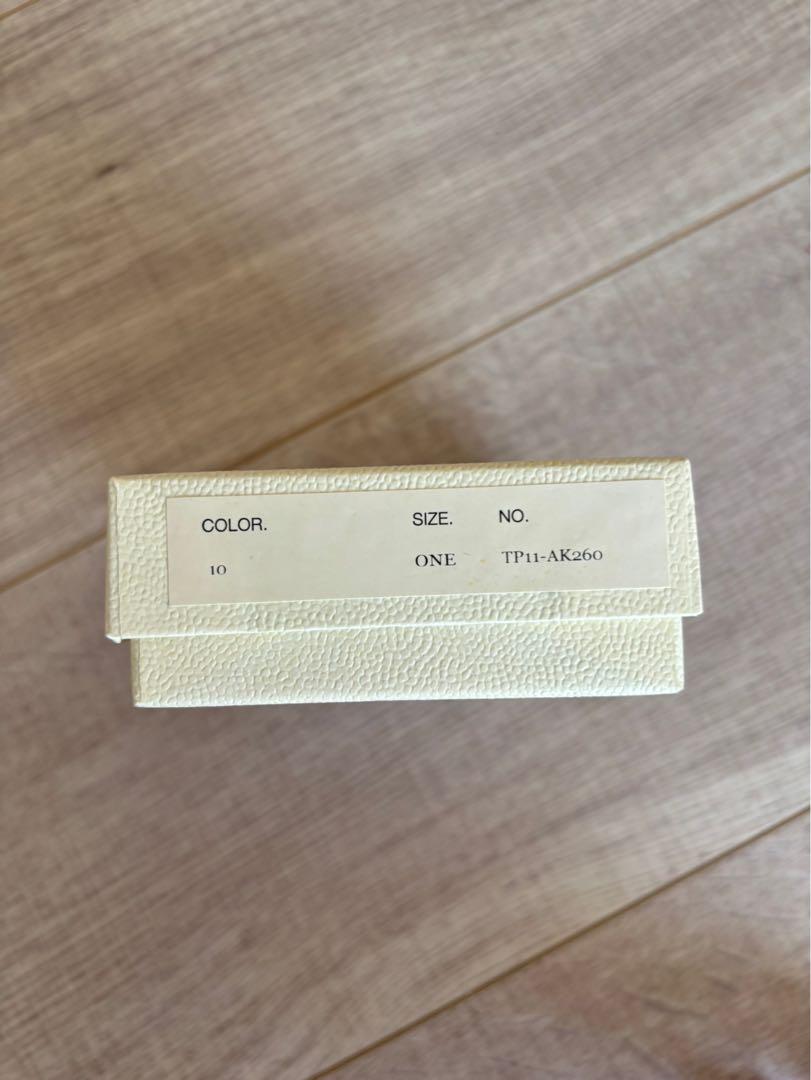 COLOR. SIZE. NO.
10 ONE TP11-AK260